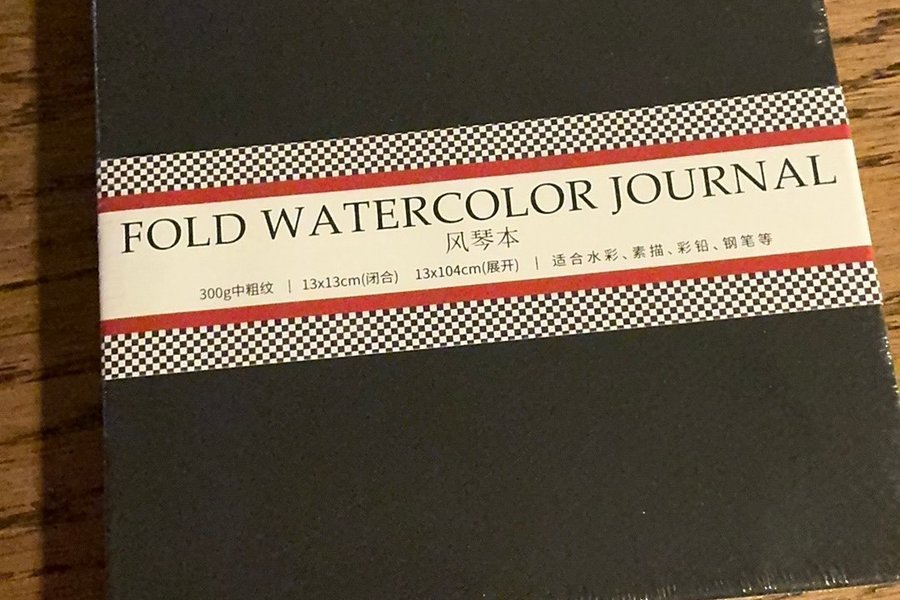 FOLD WATERCOLOR JOURNAL
风琴本
300g中粗纹 | 13x13cm(闭合) 13x104cm(展开) | 适合水彩、素描、彩铅、钢笔等